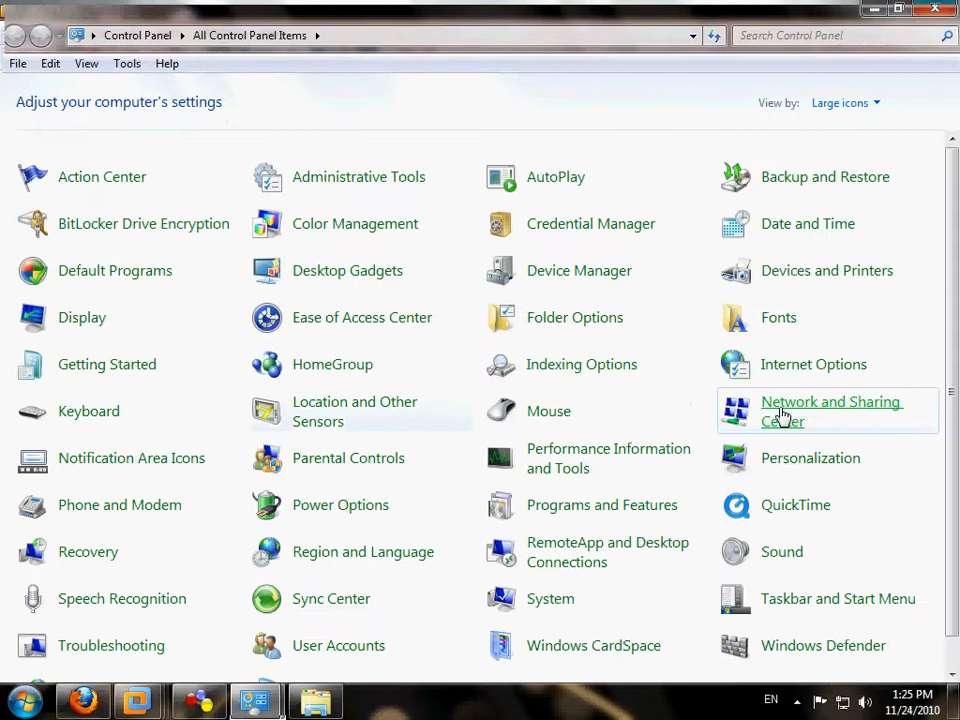 Control Panel All Control Panel Items Search Control Panel
File Edit View Tools Help
Adjust your computer's settings View by: Large icons
Action Center Administrative Tools AutoPlay Backup and Restore
BitLocker Drive Encryption Color Management Credential Manager Date and Time
Default Programs Desktop Gadgets Device Manager Devices and Printers
Display Ease of Access Center Folder Options Fonts
Getting Started HomeGroup Indexing Options Internet Options
Keyboard Location and Other Sensors Mouse Network and Sharing Center
Notification Area Icons Parental Controls Performance Information and Tools Personalization
Phone and Modem Power Options Programs and Features QuickTime
Recovery Region and Language RemoteApp and Desktop Connections Sound
Speech Recognition Sync Center System Taskbar and Start Menu
Troubleshooting User Accounts Windows CardSpace Windows Defender
EN 1:25 PM
11/24/2010